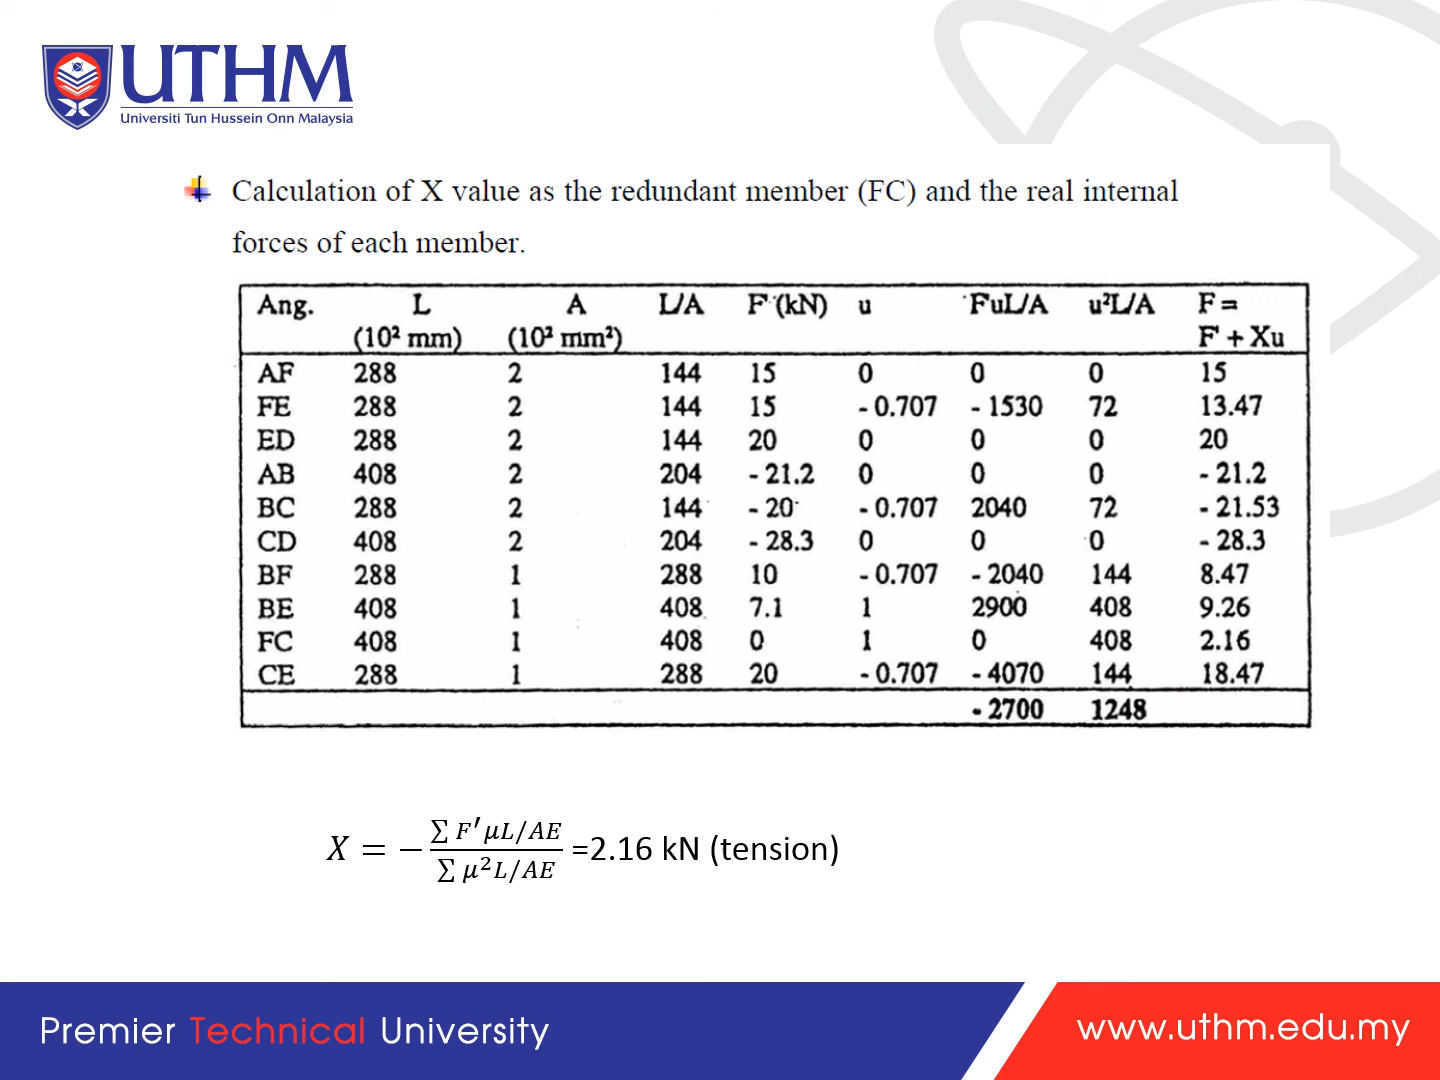 UTHM
Universiti Tun Hussein Onn Malaysia
Calculation of X value as the redundant member (FC) and the real internal
forces of each member.
Ang. L A L/A F' (kN) u F'uL/A u²L/A F =
(10² mm) (10² mm²) F' + Xu
AF 288 2 144 15 0 0 0 15
FE 288 2 144 15 - 0.707 - 1530 72 13.47
ED 288 2 144 20 0 0 0 20
AB 408 2 204 - 21.2 0 0 0 - 21.2
BC 288 2 144 - 20 - 0.707 2040 72 - 21.53
CD 408 2 204 - 28.3 0 0 0 - 28.3
BF 288 1 288 10 - 0.707 - 2040 144 8.47
BE 408 1 408 7.1 1 2900 408 9.26
FC 408 1 408 0 1 0 408 2.16
CE 288 1 288 20 - 0.707 - 4070 144 18.47
- 2700 1248
X = − ∑ F′μL/AE / ∑ μ²L/AE =2.16 kN (tension)
Premier Technical University
www.uthm.edu.my